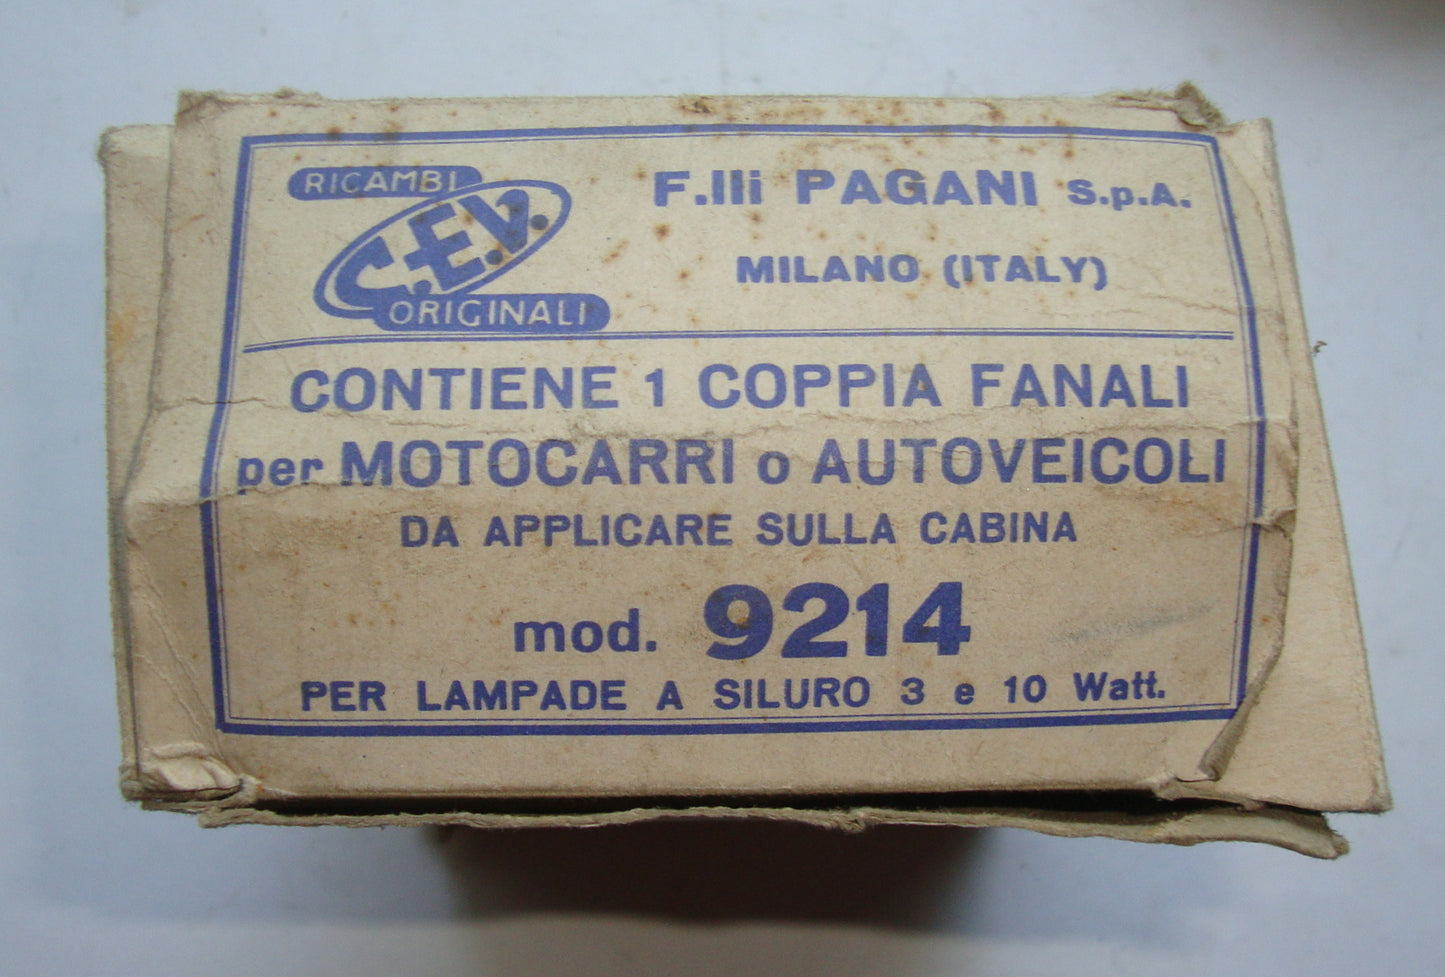 RICAMBI
C.E.V.
ORIGINALI
F.lli PAGANI S.p.A.
MILANO (ITALY)
CONTIENE 1 COPPIA FANALI
per MOTOCARRI o AUTOVEICOLI
DA APPLICARE SULLA CABINA
mod. 9214
PER LAMPADE A SILURO 3 e 10 Watt.